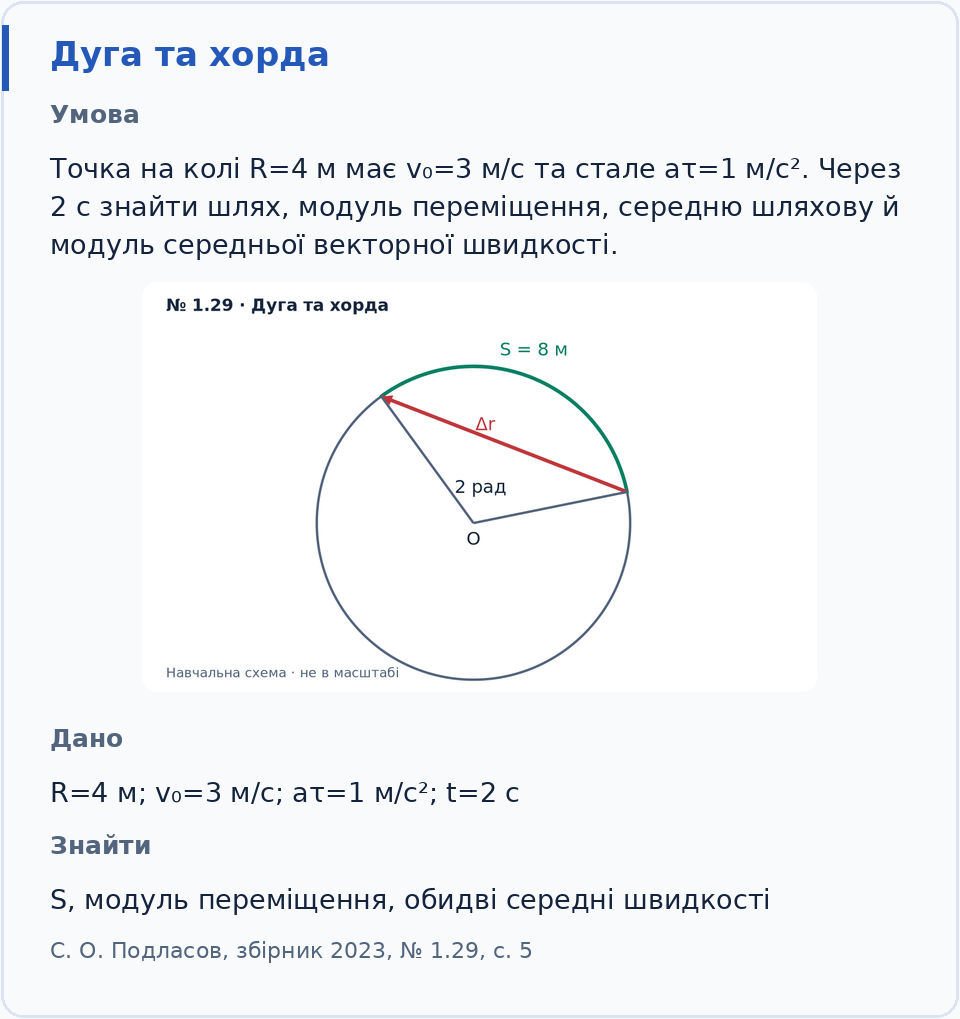 Дуга та хорда
Умова
Точка на колі R=4 м має v₀=3 м/с та стале aτ=1 м/с². Через
2 с знайти шлях, модуль переміщення, середню шляхову й
модуль середньої векторної швидкості.
№ 1.29 · Дуга та хорда
S = 8 м
Δr
2 рад
O
Навчальна схема · не в масштабі
Дано
R=4 м; v₀=3 м/с; aτ=1 м/с²; t=2 с
Знайти
S, модуль переміщення, обидві середні швидкості
С. О. Подласов, збірник 2023, № 1.29, с. 5